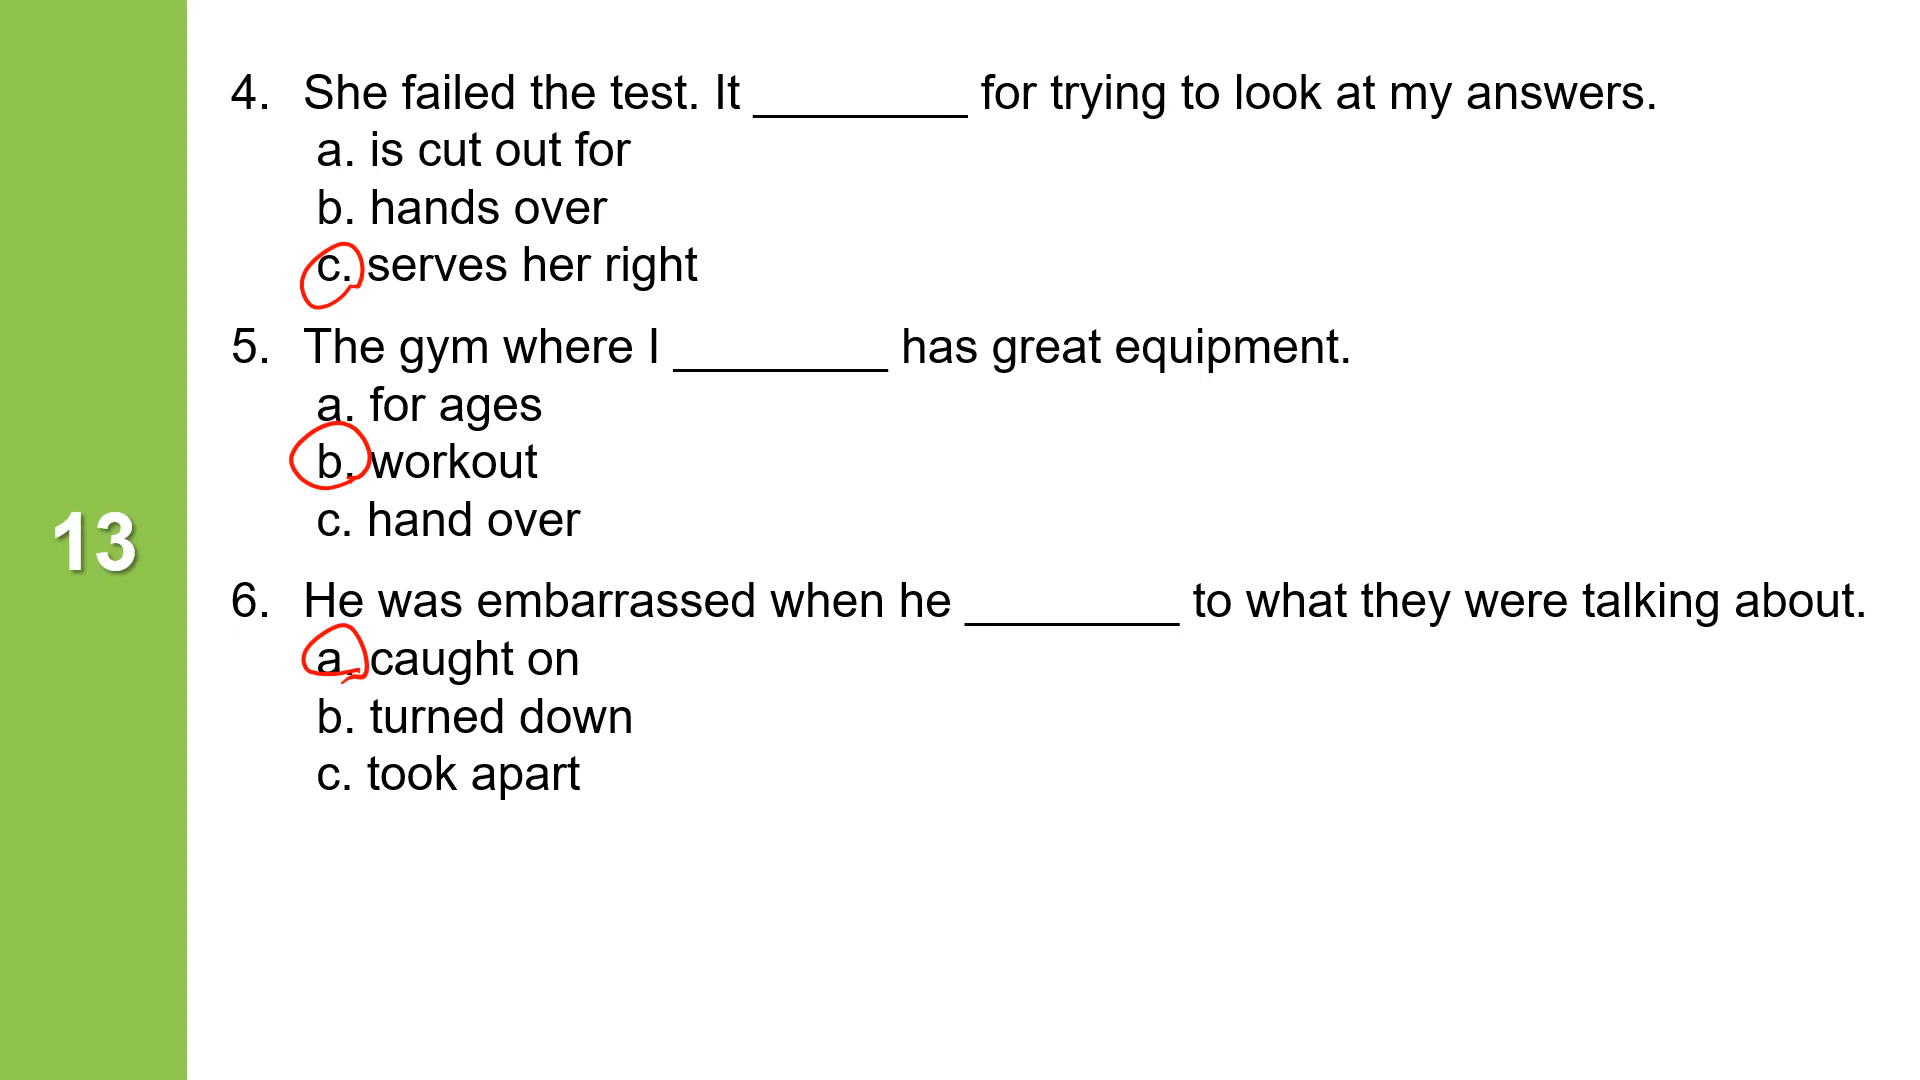 4. She failed the test. It ________ for trying to look at my answers.
a. is cut out for
b. hands over
c. serves her right
5. The gym where I ________ has great equipment.
a. for ages
b. workout
c. hand over
13
6. He was embarrassed when he ________ to what they were talking about.
a. caught on
b. turned down
c. took apart